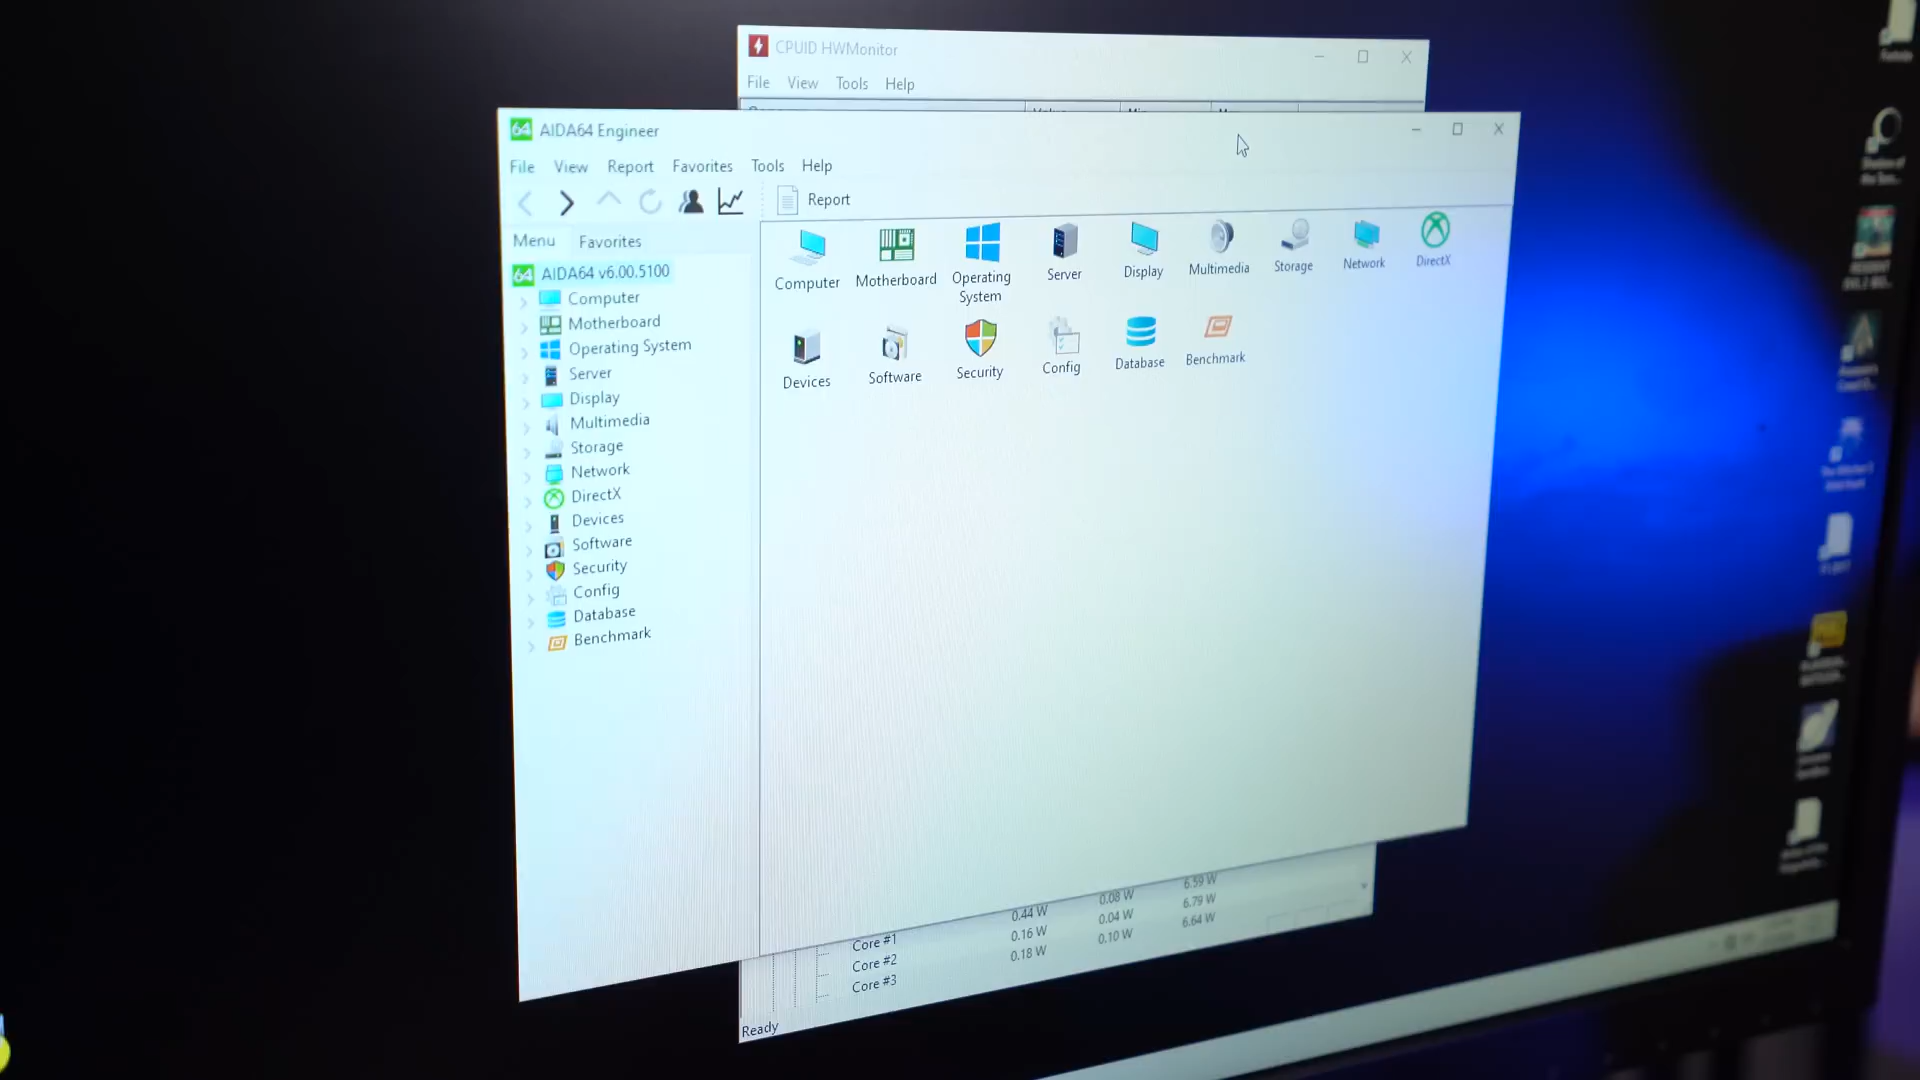 CPUID HWMonitor
File View Tools Help
AIDA64 Engineer
File View Report Favorites Tools Help
Report
Menu Favorites
AIDA64 v6.00.5100
Computer
Motherboard
Operating System
Server
Display
Multimedia
Storage
Network
DirectX
Devices
Software
Security
Config
Database
Benchmark
Computer Motherboard Operating System Server Display Multimedia Storage Network DirectX
Devices Software Security Config Database Benchmark
0.44 W 0.08 W 6.59 W
Core #1 0.16 W 0.04 W 6.79 W
Core #2 0.18 W 0.10 W 6.64 W
Core #3
Ready